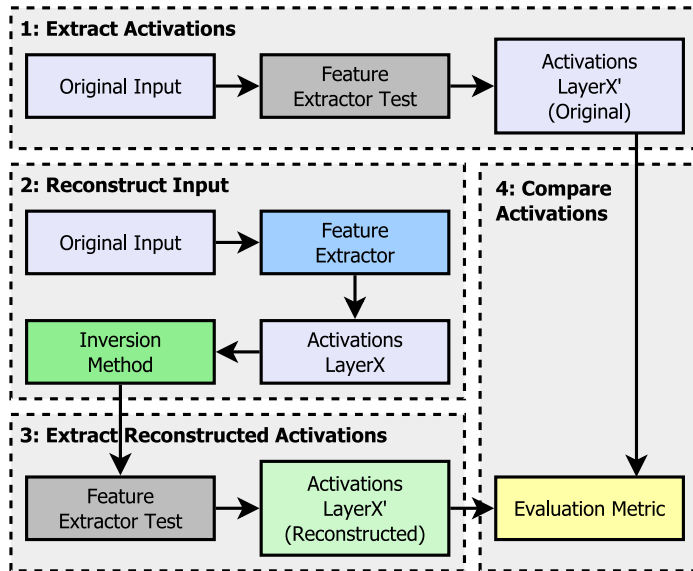 1: Extract Activations
Original Input
Feature
Extractor Test
Activations
LayerX'
(Original)
2: Reconstruct Input
Original Input
Feature
Extractor
Inversion
Method
Activations
LayerX
3: Extract Reconstructed Activations
Feature
Extractor Test
Activations
LayerX'
(Reconstructed)
4: Compare
Activations
Evaluation Metric